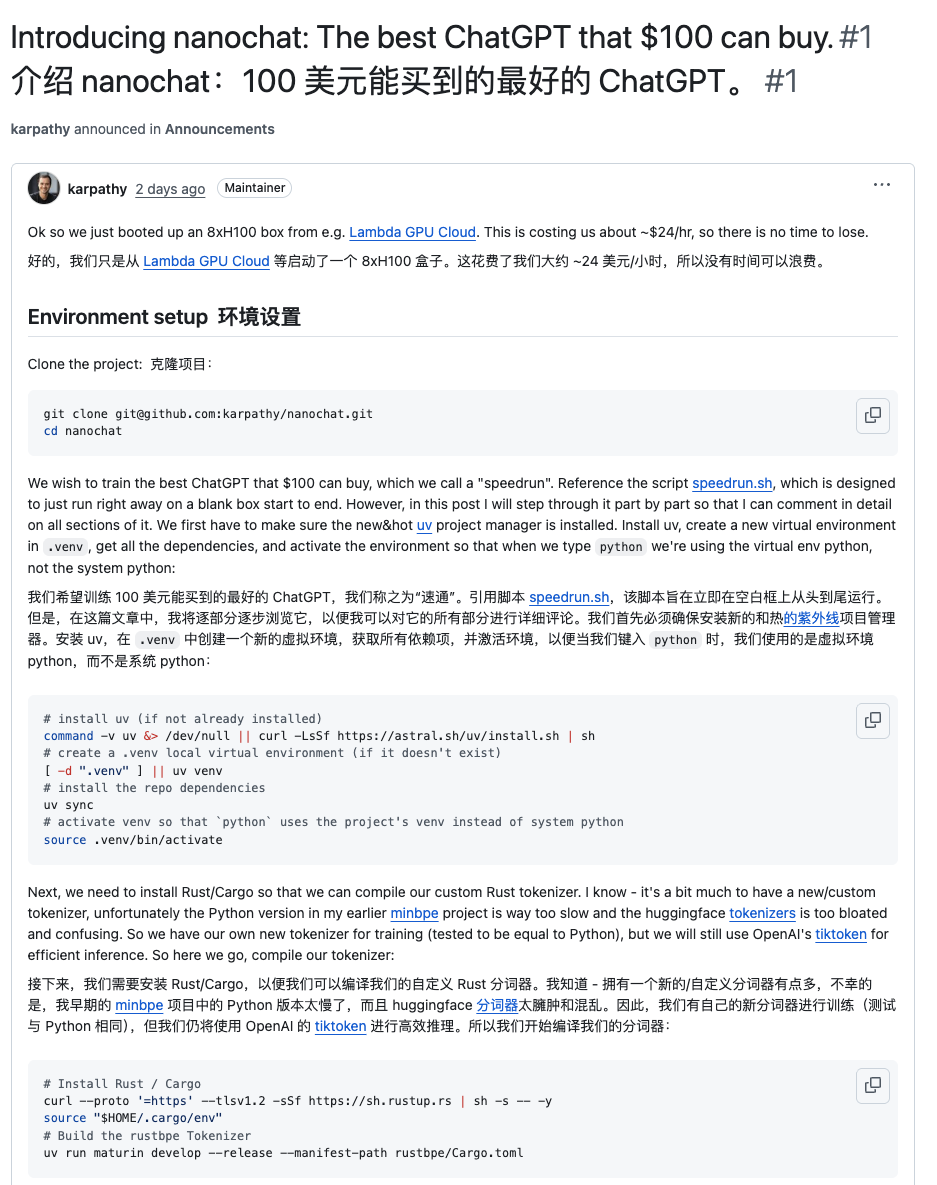 Introducing nanochat: The best ChatGPT that $100 can buy. #1
介绍 nanochat：100 美元能买到的最好的 ChatGPT。 #1
karpathy announced in Announcements
karpathy 2 days ago Maintainer
Ok so we just booted up an 8xH100 box from e.g. Lambda GPU Cloud. This is costing us about ~$24/hr, so there is no time to lose.
好的，我们只是从 Lambda GPU Cloud 等启动了一个 8xH100 盒子。这花费了我们大约 ~24 美元/小时，所以没有时间可以浪费。
Environment setup 环境设置
Clone the project: 克隆项目：
git clone git@github.com:karpathy/nanochat.git
cd nanochat
We wish to train the best ChatGPT that $100 can buy, which we call a "speedrun". Reference the script speedrun.sh, which is designed
to just run right away on a blank box start to end. However, in this post I will step through it part by part so that I can comment in detail
on all sections of it. We first have to make sure the new&hot uv project manager is installed. Install uv, create a new virtual environment
in .venv, get all the dependencies, and activate the environment so that when we type python we're using the virtual env python,
not the system python:
我们希望训练 100 美元能买到的最好的 ChatGPT，我们称之为“速通”。引用脚本 speedrun.sh，该脚本旨在立即在空白框上从头到尾运行。
但是，在这篇文章中，我将逐部分逐步浏览它，以便我可以对它的所有部分进行详细评论。我们首先必须确保安装新的和热的紫外线项目管理
器。安装 uv，在 .venv 中创建一个新的虚拟环境，获取所有依赖项，并激活环境，以便当我们键入 python 时，我们使用的是虚拟环境
python，而不是系统 python：
# install uv (if not already installed)
command -v uv &> /dev/null || curl -LsSf https://astral.sh/uv/install.sh | sh
# create a .venv local virtual environment (if it doesn't exist)
[ -d ".venv" ] || uv venv
# install the repo dependencies
uv sync
# activate venv so that `python` uses the project's venv instead of system python
source .venv/bin/activate
Next, we need to install Rust/Cargo so that we can compile our custom Rust tokenizer. I know - it's a bit much to have a new/custom
tokenizer, unfortunately the Python version in my earlier minbpe project is way too slow and the huggingface tokenizers is too bloated
and confusing. So we have our own new tokenizer for training (tested to be equal to Python), but we will still use OpenAI's tiktoken for
efficient inference. So here we go, compile our tokenizer:
接下来，我们需要安装 Rust/Cargo，以便我们可以编译我们的自定义 Rust 分词器。我知道 - 拥有一个新的/自定义分词器有点多，不幸的
是，我早期的 minbpe 项目中的 Python 版本太慢了，而且 huggingface 分词器太臃肿和混乱。因此，我们有自己的新分词器进行训练（测试
与 Python 相同），但我们仍将使用 OpenAI 的 tiktoken 进行高效推理。所以我们开始编译我们的分词器：
# Install Rust / Cargo
curl --proto '=https' --tlsv1.2 -sSf https://sh.rustup.rs | sh -s -- -y
source "$HOME/.cargo/env"
# Build the rustbpe Tokenizer
uv run maturin develop --release --manifest-path rustbpe/Cargo.toml